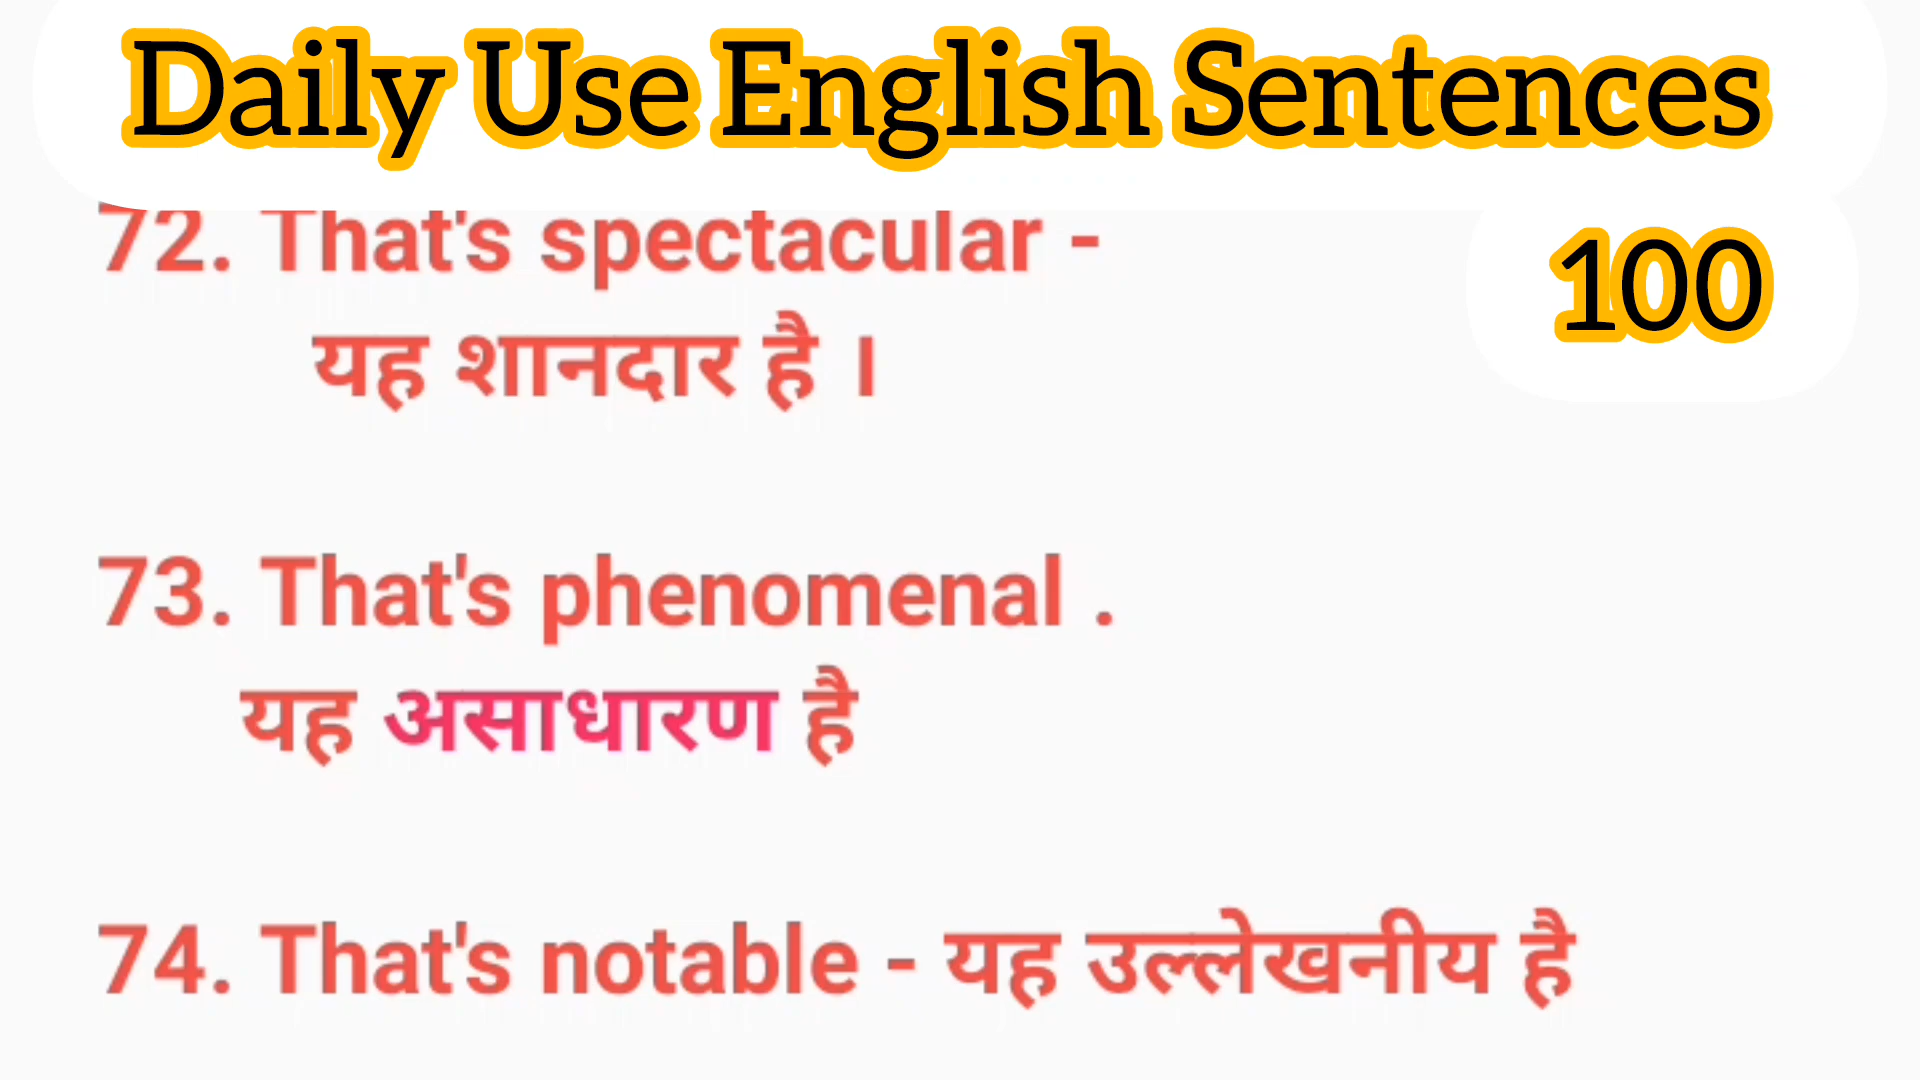 Daily Use English Sentences
100
72. That's spectacular -
यह शानदार है ।
73. That's phenomenal .
यह असाधारण है
74. That's notable - यह उल्लेखनीय है